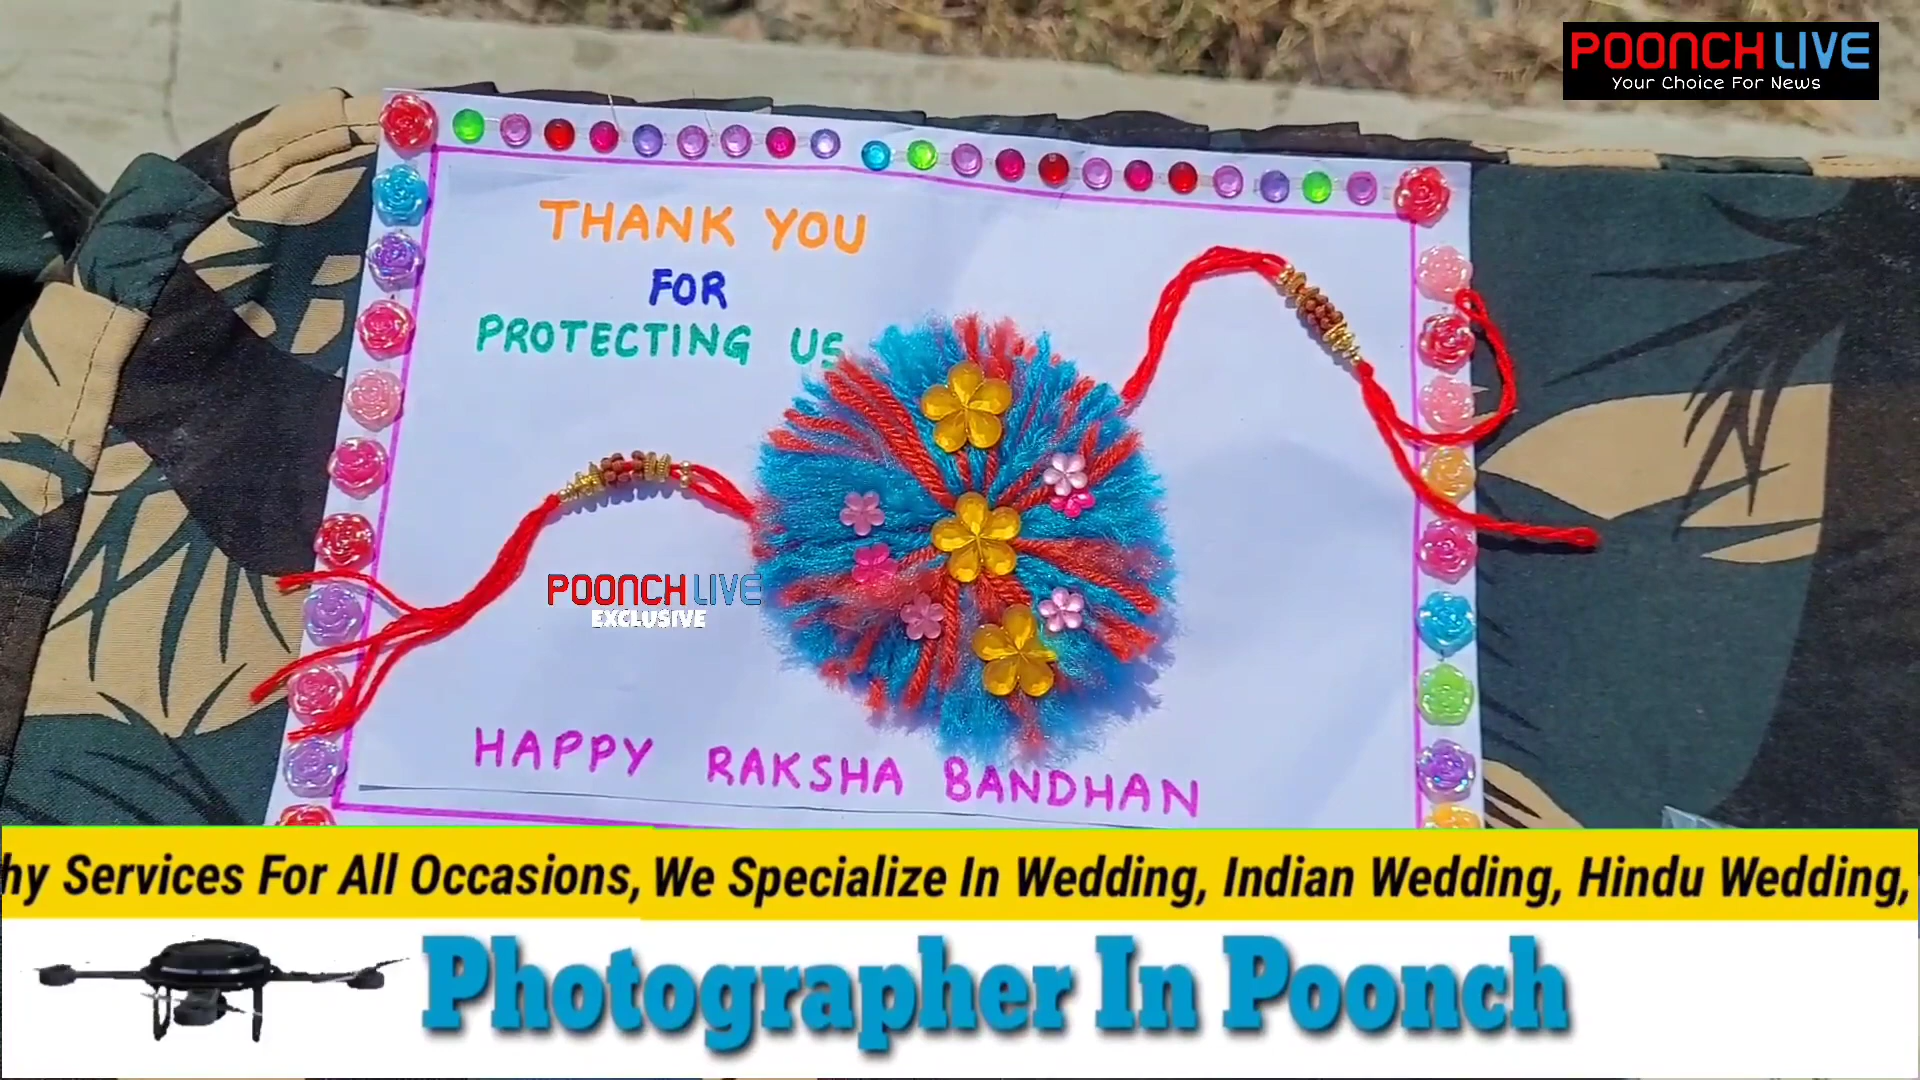 POONCH LIVE
Your Choice For News
THANK YOU
FOR
PROTECTING US
POONCH LIVE
EXCLUSIVE
HAPPY RAKSHA BANDHAN
Services For All Occasions, We Specialize In Wedding, Indian Wedding, Hindu Wedding,
Photographer In Poonch